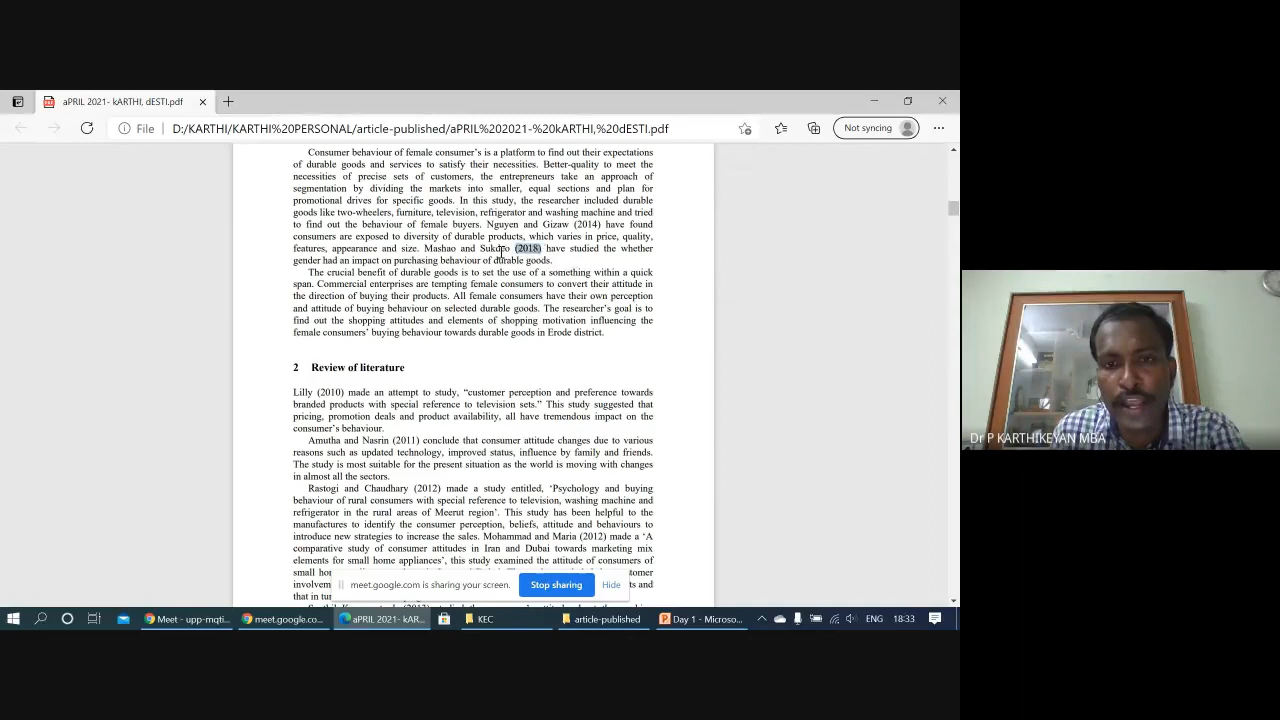 aPRIL 2021- kARTHI, dESTI.pdf
File
D:/KARTHI/KARTHI%20PERSONAL/article-published/aPRIL%202021-%20kARTHI,%20dESTI.pdf
Not syncing
Consumer behaviour of female consumer's is a platform to find out their expectations
of durable goods and services to satisfy their necessities. Better-quality to meet the
necessities of precise sets of customers, the entrepreneurs take an approach of
segmentation by dividing the markets into smaller, equal sections and plan for
promotional drives for specific goods. In this study, the researcher included durable
goods like two-wheelers, furniture, television, refrigerator and washing machine and tried
to find out the behaviour of female buyers. Nguyen and Gizaw (2014) have found
consumers are exposed to diversity of durable products, which varies in price, quality,
features, appearance and size. Mashao and (2018) have studied the whether
gender had an impact on purchasing behaviour of durable goods.
The crucial benefit of durable goods is to set the use of a something within a quick
span. Commercial enterprises are tempting female consumers to convert their attitude in
the direction of buying their products. All female consumers have their own perception
and attitude of buying behaviour on selected durable goods. The researcher's goal is to
find out the shopping attitudes and elements of shopping motivation influencing the
female consumers' buying behaviour towards durable goods in Erode district.
2 Review of literature
Lilly (2010) made an attempt to study, "customer perception and preference towards
branded products with special reference to television sets." This study suggested that
pricing, promotion deals and product availability, all have tremendous impact on the
consumer's behaviour.
Amutha and Nasrin (2011) conclude that consumer attitude changes due to various
reasons such as updated technology, improved status, influence by family and friends.
The study is most suitable for the present situation as the world is moving with changes
in almost all the sectors.
Rastogi and Chaudhary (2012) made a study entitled, 'Psychology and buying
behaviour of rural consumers with special reference to television, washing machine and
refrigerator in the rural areas of Meerut region'. This study has been helpful to the
manufactures to identify the consumer perception, beliefs, attitude and behaviours to
introduce new strategies to increase the sales. Mohammad and Maria (2012) made a 'A
comparative study of consumer attitudes in Iran and Dubai towards marketing mix
elements for small home appliances', this study examined the attitude of consumers of
small
that in
meet.google.com is sharing your screen.
Stop sharing
Hide
Dr P KARTHIKEYAN MBA
Meet - upp-mqti...
meet.google.co...
aPRIL 2021- kAR...
KEC
article-published
Day 1 - Microso...
ENG
18:33